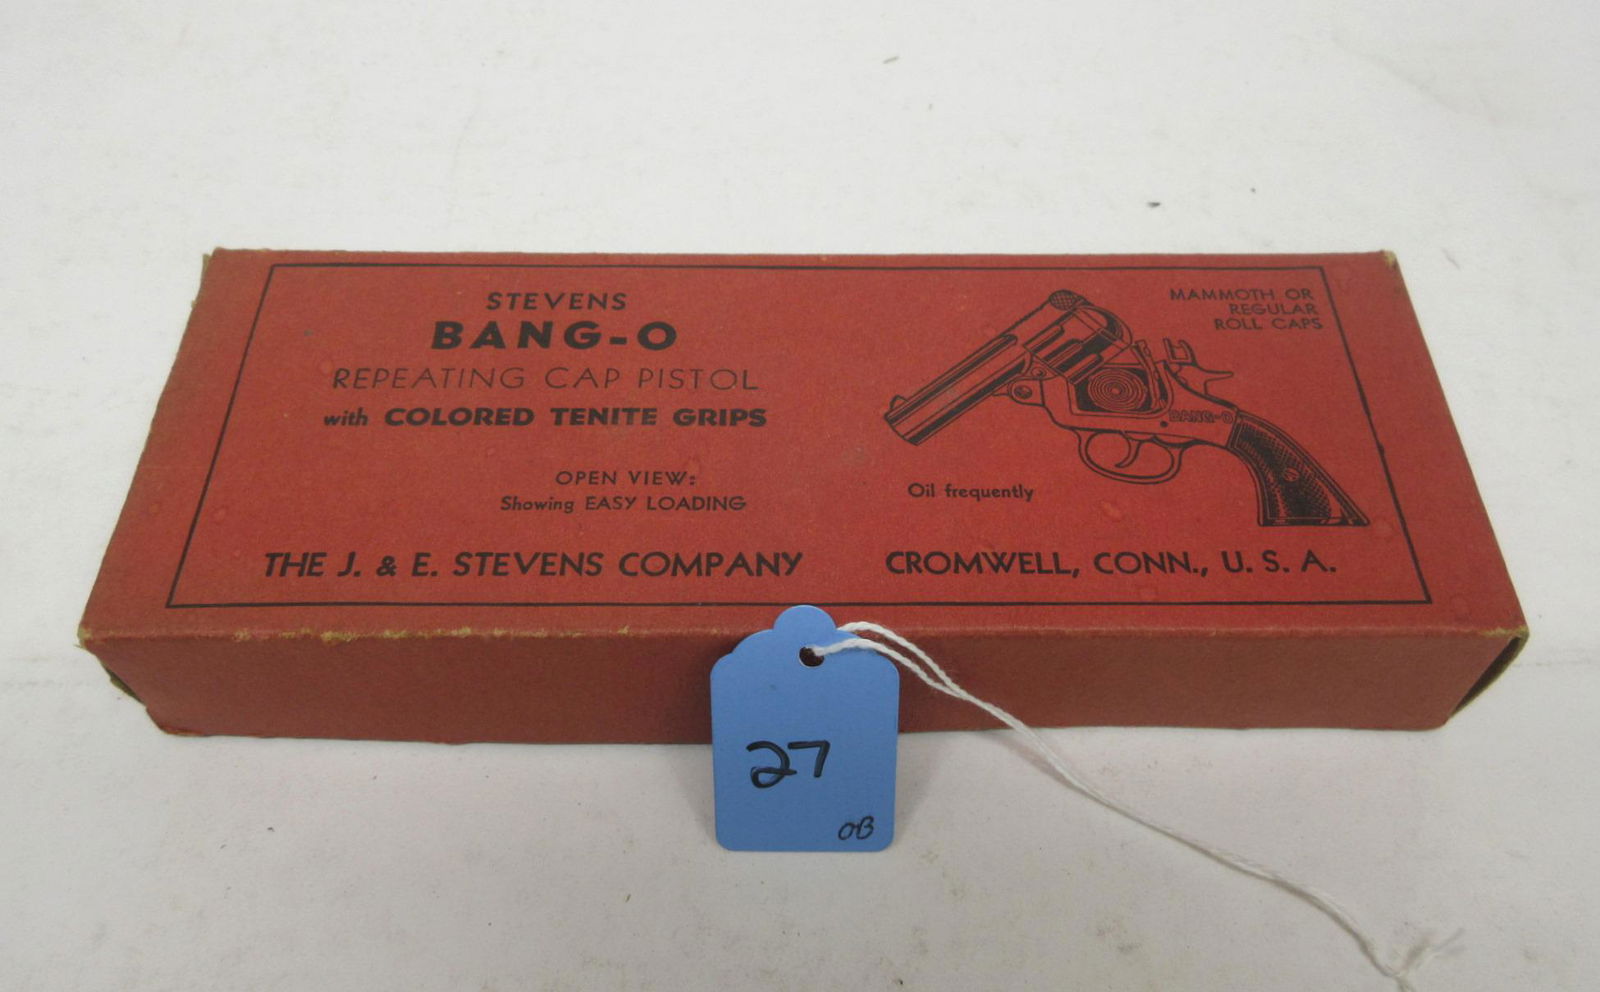 STEVENS
BANG-O
REPEATING CAP PISTOL
with COLORED TENITE GRIPS
OPEN VIEW:
Showing EASY LOADING
MAMMOTH OR
REGULAR
ROLL CAPS
BANG-O
Oil frequently
THE J. & E. STEVENS COMPANY CROMWELL, CONN., U. S. A.
27
OB